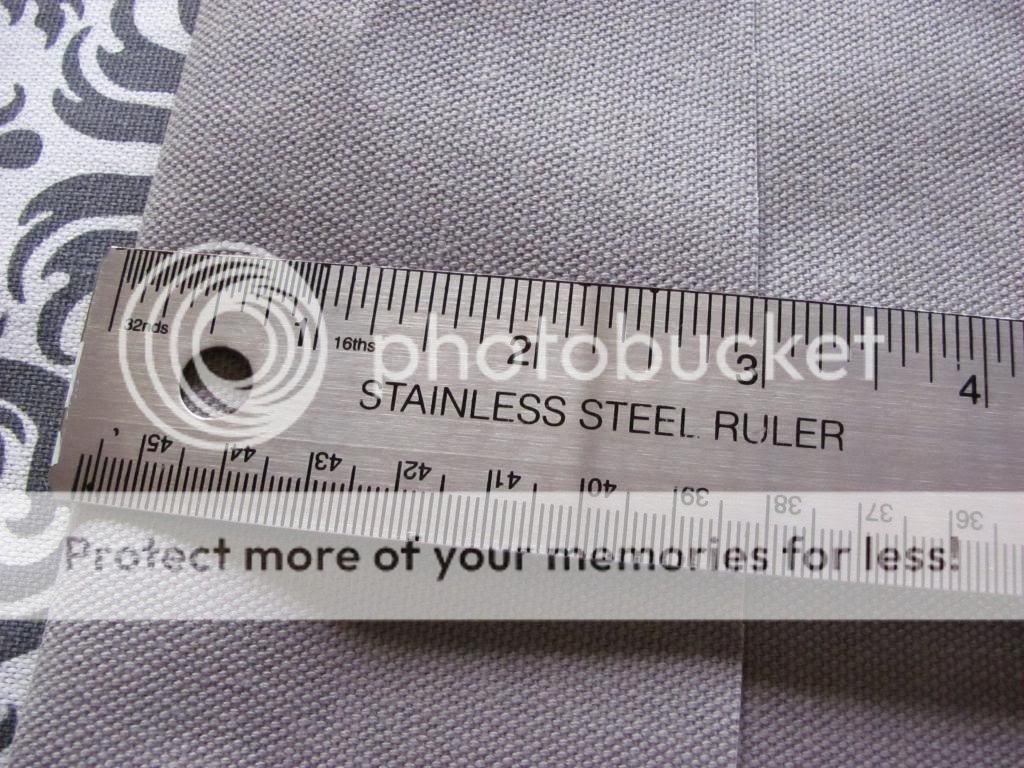 32nds 1 16ths 2 3 4
photobucket
STAINLESS STEEL RULER
45 44 43 42 41 40 39 38 37 36
Protect more of your memories for less!